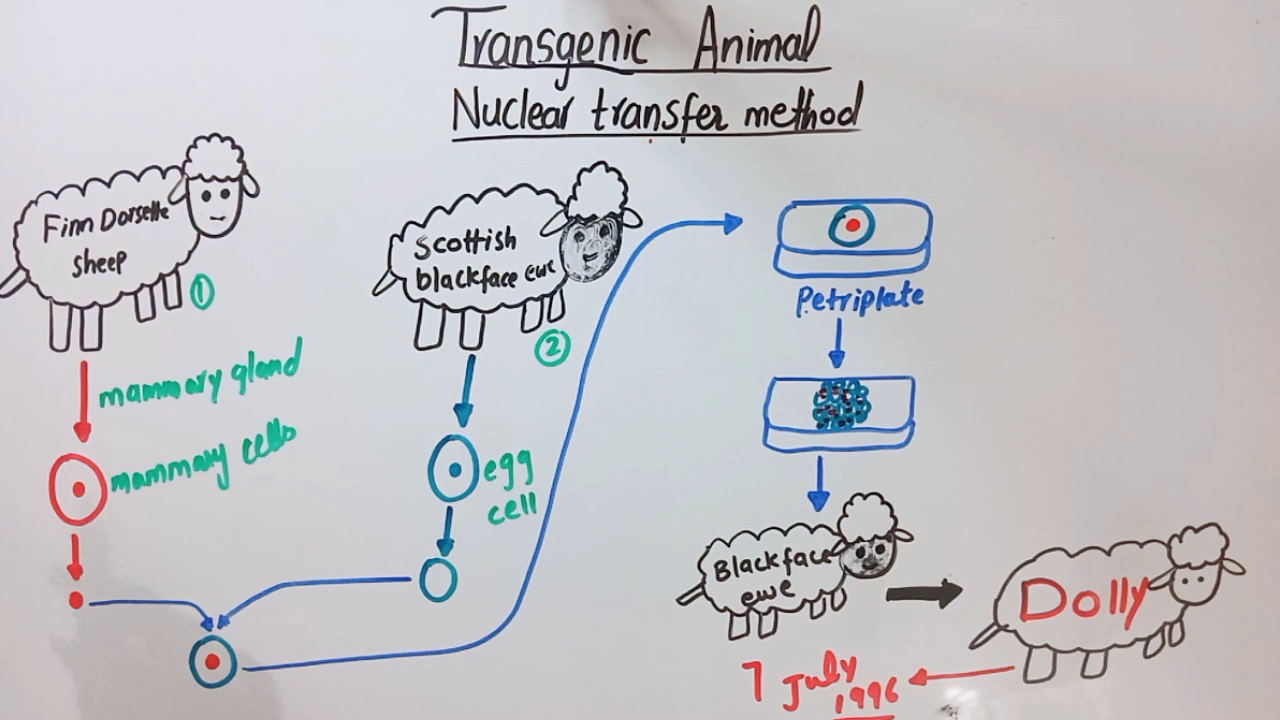 Transgenic Animal
Nuclear transfer method
Finn Dorsette
sheep
1
mammary gland
mammary cells
Scottish
blackface ewe
2
egg
cell
Petriplate
Blackface
ewe
Dolly
7 July
1996